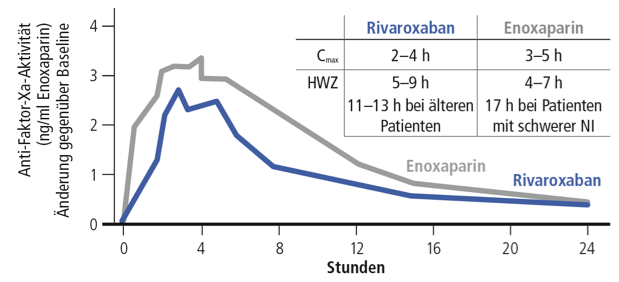 Anti-Faktor-Xa-Aktivität
(ng/ml Enoxaparin)
Änderung gegenüber Baseline
4
3
2
1
0
Rivaroxaban Enoxaparin
Cmax 2–4 h 3–5 h
HWZ 5–9 h 4–7 h
11–13 h bei älteren 17 h bei Patienten
Patienten mit schwerer NI
Enoxaparin
Rivaroxaban
0 4 8 12 16 20 24
Stunden